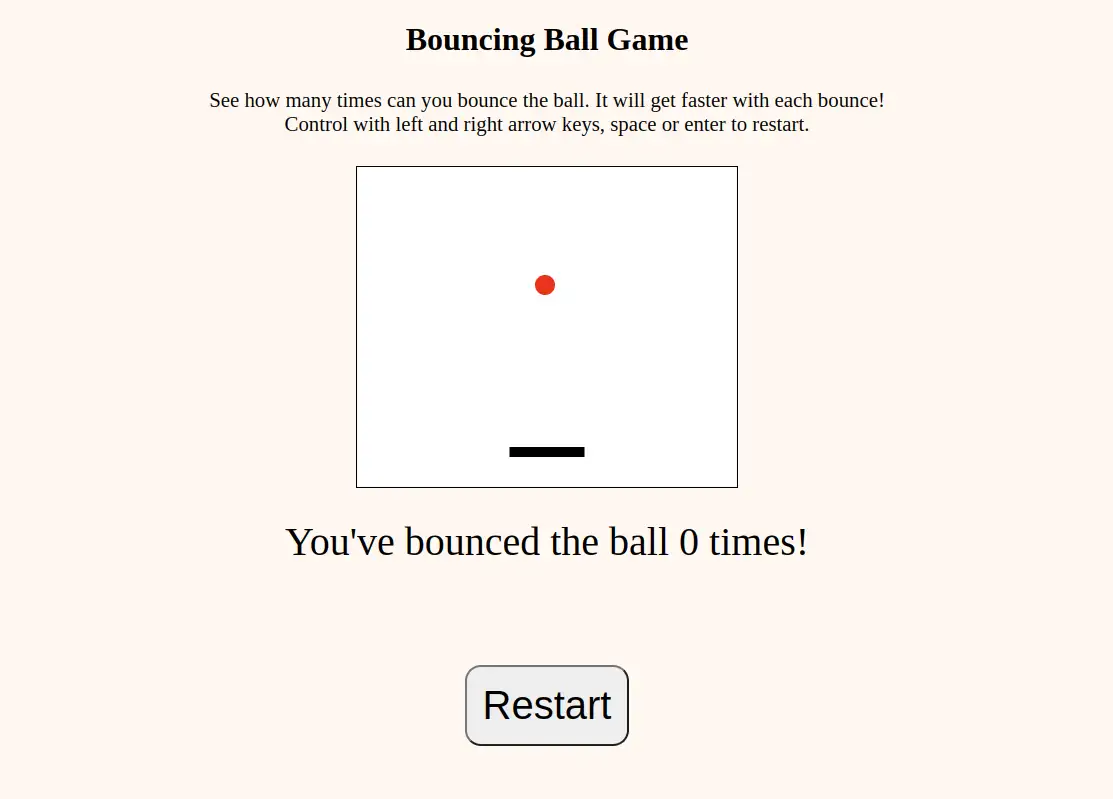 Bouncing Ball Game
See how many times can you bounce the ball. It will get faster with each bounce!
Control with left and right arrow keys, space or enter to restart.
You've bounced the ball 0 times!
Restart